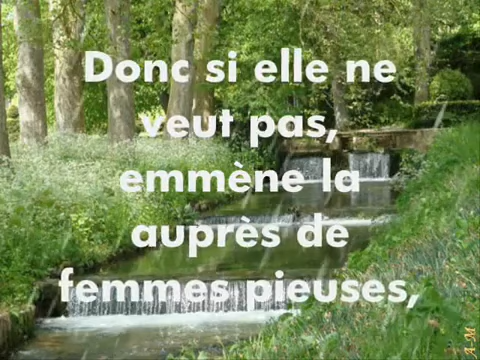 Donc si elle ne
veut pas,
emmène la
auprès de
femmes pieuses,
A-M